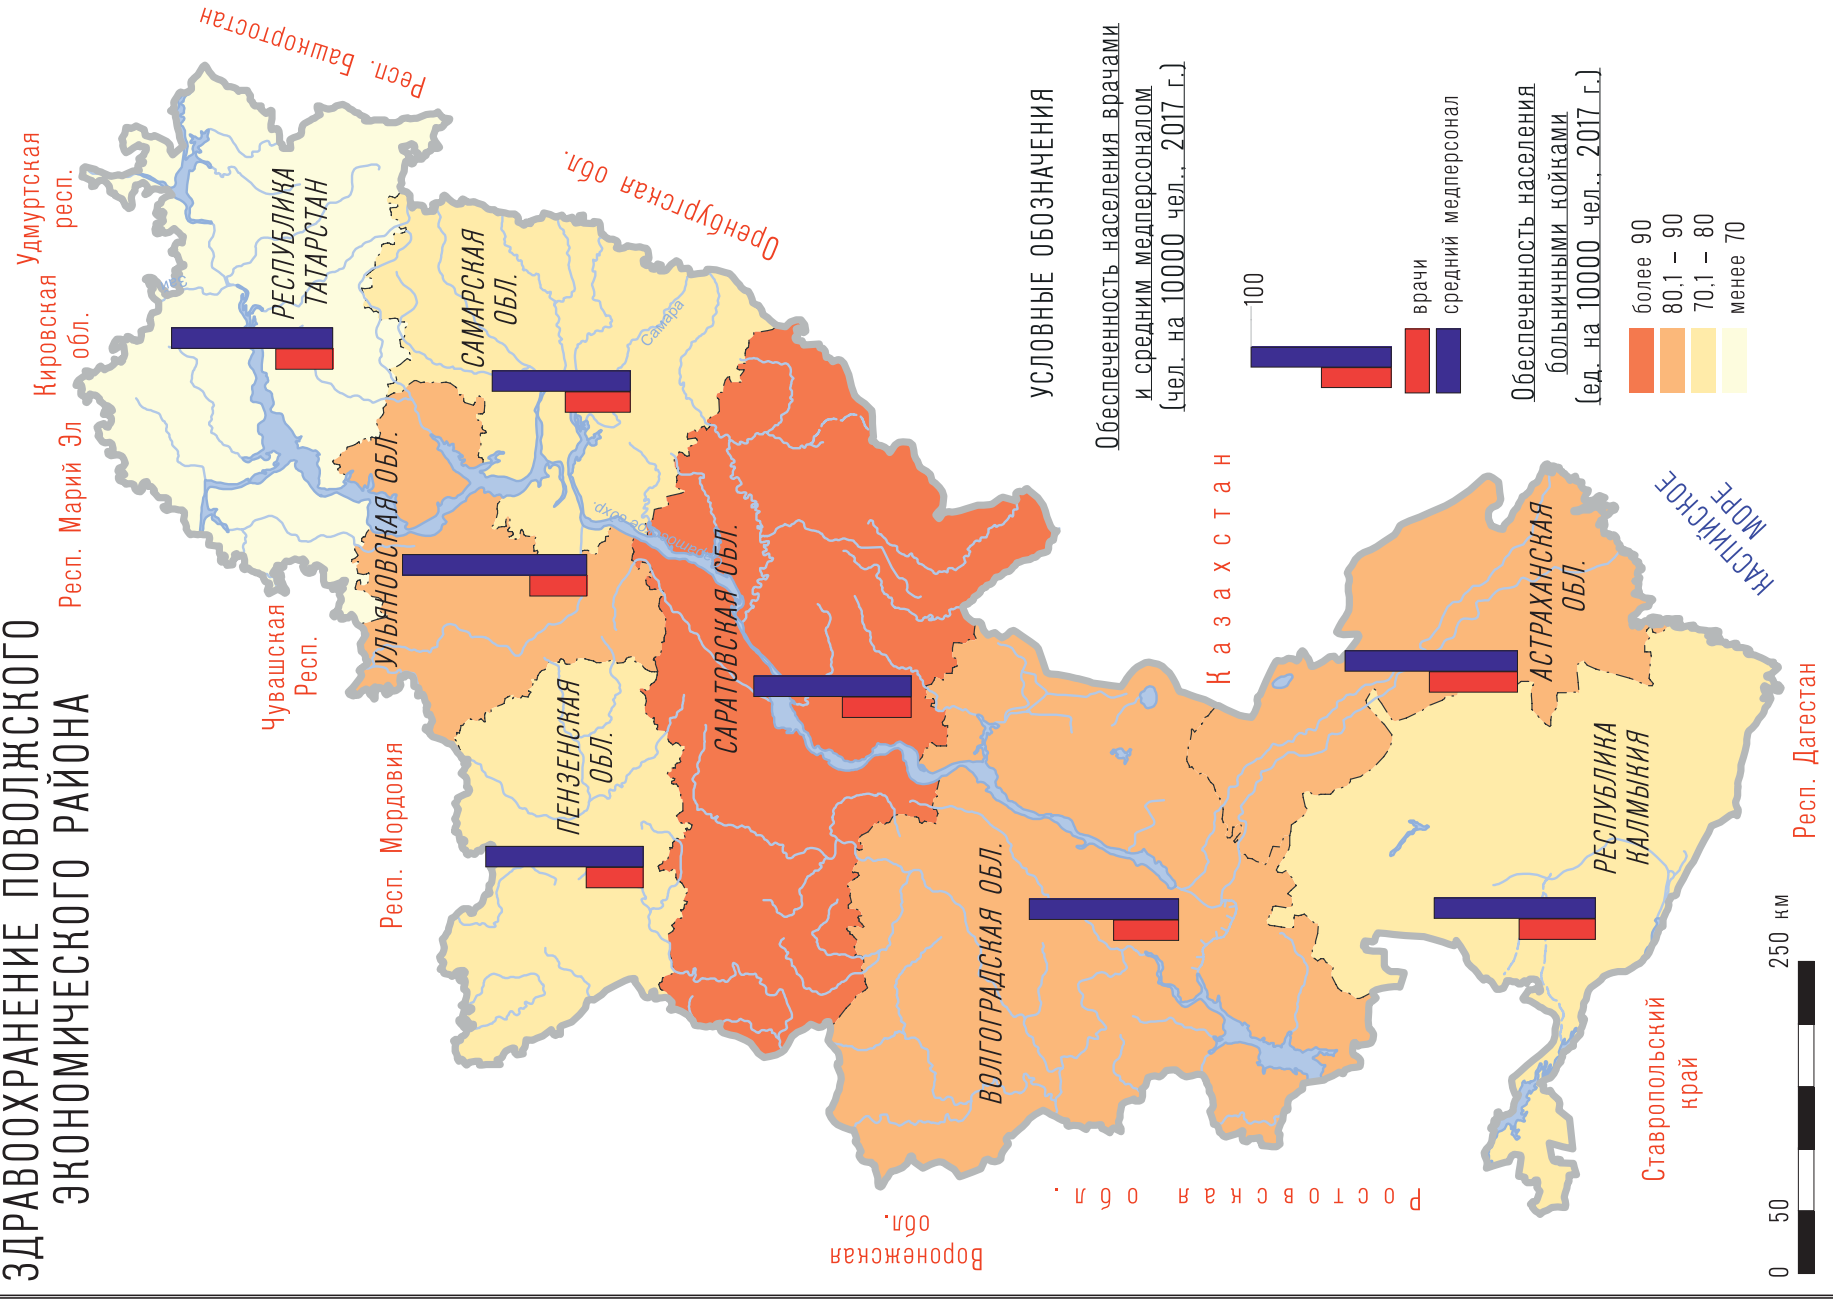 ЗДРАВООХРАНЕНИЕ ПОВОЛЖСКОГО
ЭКОНОМИЧЕСКОГО РАЙОНА
Воронежская
обл.
Ростовская обл.
Респ. Мордовия
Чувашская
Респ.
Респ. Марий Эл
Кировская
обл.
Удмуртская
респ.
Респ. Башкортостан
Оренбургская обл.
Казахстан
КАСПИЙСКОЕ
МОРЕ
Респ. Дагестан
Ставропольский
край
РЕСПУБЛИКА
ТАТАРСТАН
САМАРСКАЯ
ОБЛ.
Самара
УЛЬЯНОВСКАЯ ОБЛ.
ПЕНЗЕНСКАЯ
ОБЛ.
САРАТОВСКАЯ ОБЛ.
ВОЛГОГРАДСКАЯ ОБЛ.
АСТРАХАНСКАЯ
ОБЛ.
РЕСПУБЛИКА
КАЛМЫКИЯ
УСЛОВНЫЕ ОБОЗНАЧЕНИЯ
Обеспеченность населения врачами
и средним медперсоналом
(чел. на 10000 чел., 2017 г.)
100
врачи
средний медперсонал
Обеспеченность населения
больничными койками
(ед. на 10000 чел., 2017 г.)
более 90
80,1 – 90
70,1 – 80
менее 70
0 50 250 км